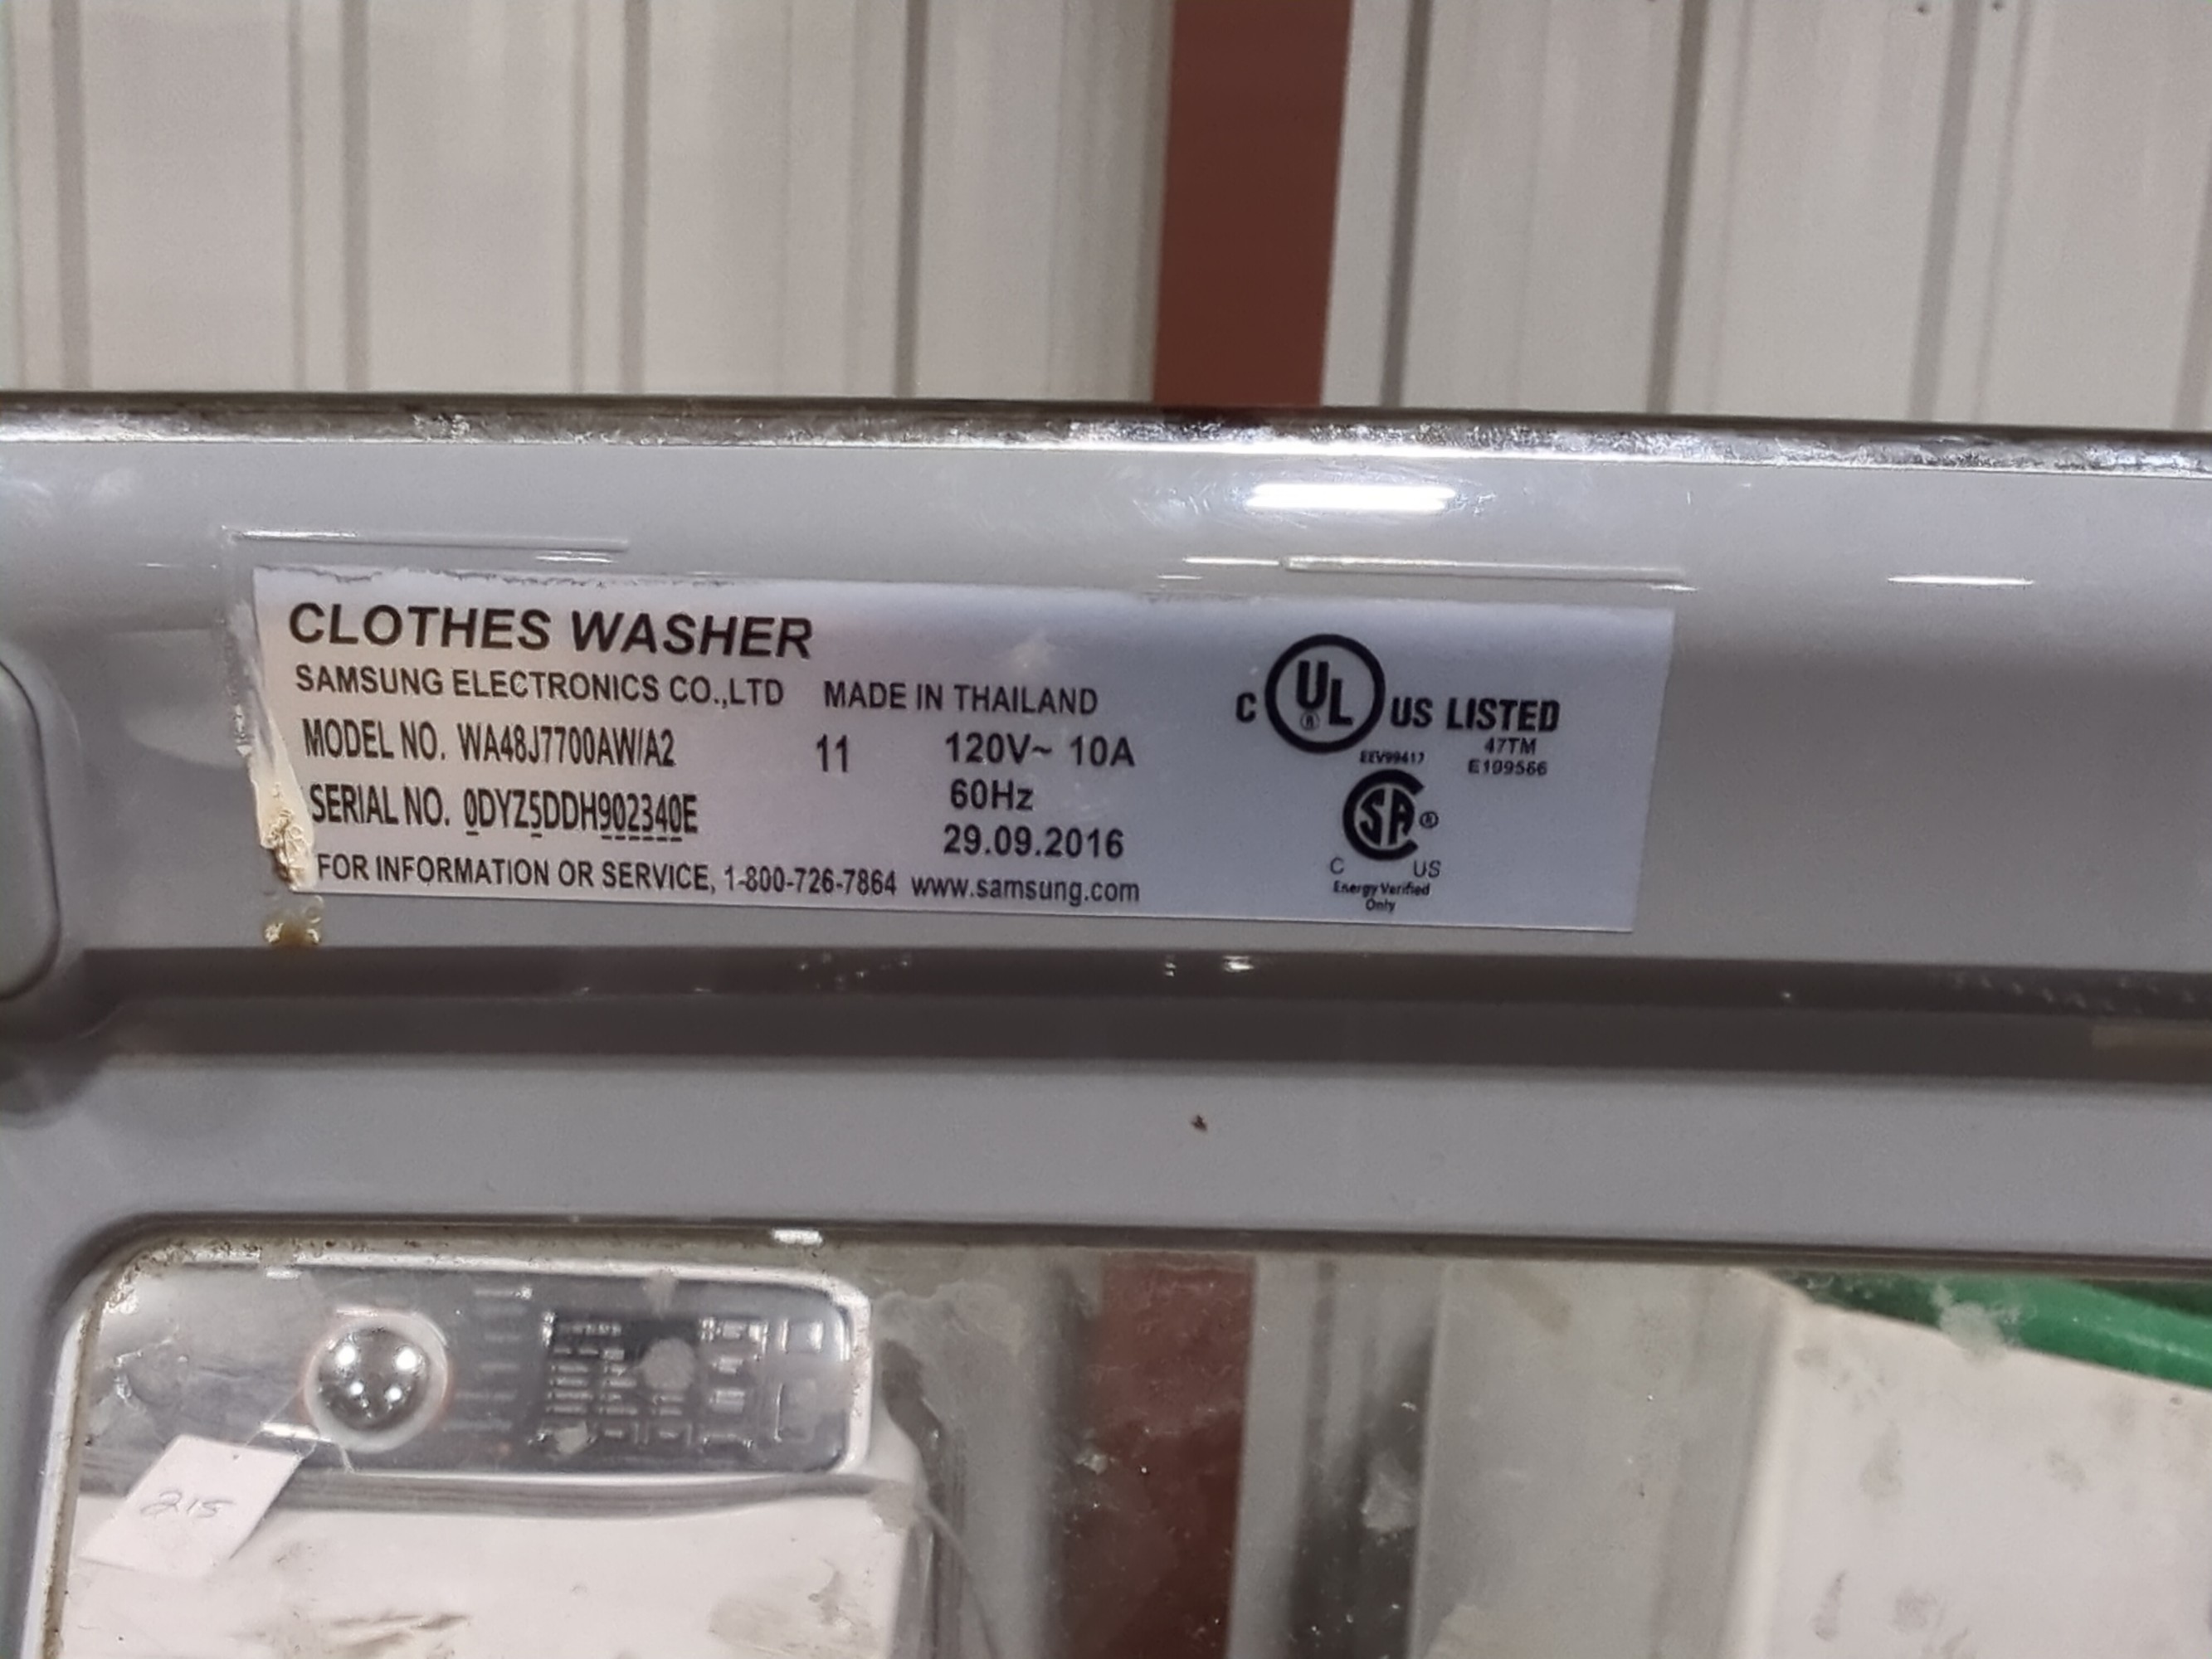 CLOTHES WASHER
SAMSUNG ELECTRONICS CO.,LTD MADE IN THAILAND
MODEL NO. WA48J7700AW/A2 11 120V~ 10A
SERIAL NO. 0DYZ5DDH902340E 60Hz
29.09.2016
FOR INFORMATION OR SERVICE, 1-800-726-7864 www.samsung.com
C UL ® US LISTED
47TM
EEV99417 E109566
SA ®
C US
Energy Verified
Only
215